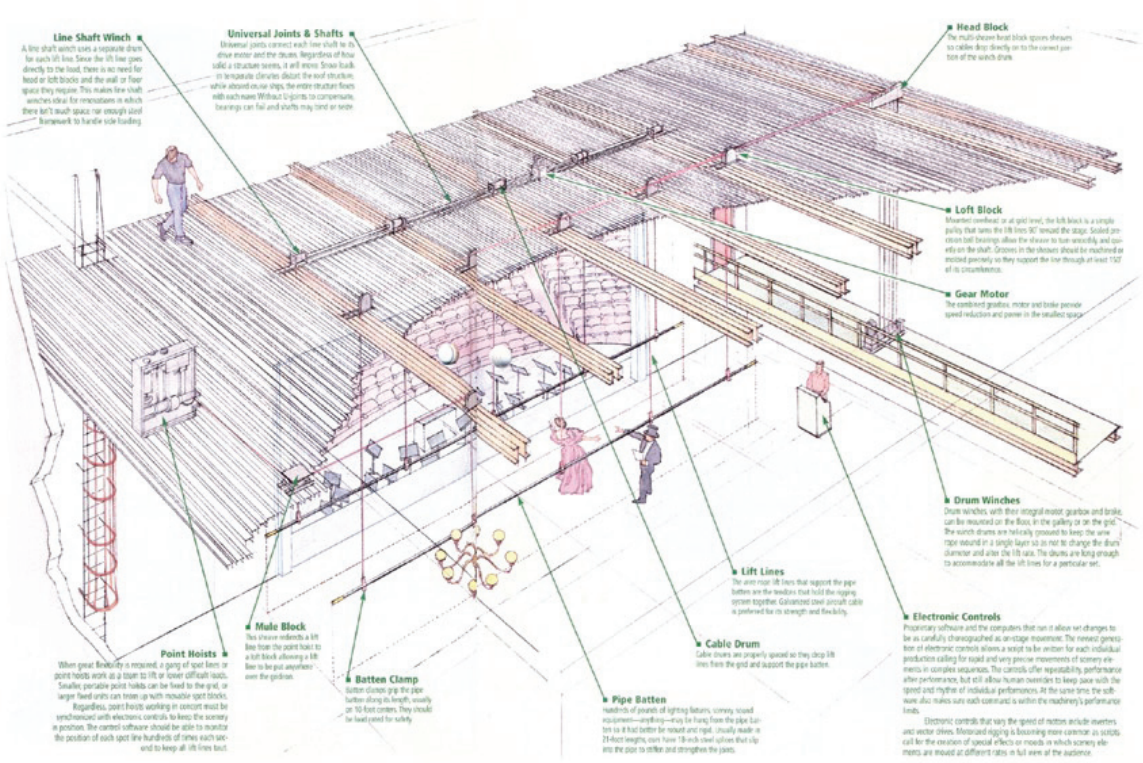 Line Shaft Winch
A line shaft winch uses a separate drum
for each lift line. Since the lift line goes
directly to the load, there is no need for
head or loft blocks and the wall or floor
space they require. This makes line shaft
winches ideal for renovations in which
there isn't much space nor enough steel
framework to handle side loading.
Universal Joints & Shafts
Universal joints connect each line shaft to its
drive motor and the drums. Regardless of how
solid a structure seems, it will move. Snow loads
in temperate climates distort the roof structure,
while aboard cruise ships, the entire structure flexes
with each wave. Without U-joints to compensate,
bearings can fail and shafts may bind or seize.
Head Block
The multi-sheave head block spaces sheaves
so cables drop directly on to the correct por-
tion of the winch drum.
Loft Block
Mounted overhead or at grid level, the loft block is a simple
pulley that turns the lift lines 90° toward the stage. Sealed pre-
cision ball bearings allow the sheave to turn smoothly and qui-
etly on the shaft. Grooves in the sheaves should be machined or
molded precisely so they support the line through at least 150°
of its circumference.
Gear Motor
The combined gearbox, motor and brake provide
speed reduction and power in the smallest space.
Drum Winches
Drum winches, with their integral motor, gearbox and brake,
can be mounted on the floor, in the gallery or on the grid.
The winch drums are helically grooved to keep the wire
rope wound in a single layer so as not to change the drum
diameter and alter the lift rate. The drums are long enough
to accommodate all the lift lines for a particular set.
Lift Lines
The wire rope lift lines that support the pipe
batten are the tendons that hold the rigging
system together. Galvanized steel aircraft cable
is preferred for its strength and flexibility.
Electronic Controls
Proprietary software and the computers that run it allow set changes to
be as carefully choreographed as on-stage movement. The newest genera-
tion of electronic controls allows a script to be written for each individual
production calling for rapid and very precise movements of scenery ele-
ments in complex sequences. The controls offer repeatability, performance
after performance, but still allow human overrides to keep pace with the
speed and rhythm of individual performances. At the same time, the soft-
ware also makes sure each command is within the machinery's performance
limits.
Electronic controls that vary the speed of motors include inverters
and vector drives. Motorized rigging is becoming more common as scripts
call for the creation of special effects or moods in which scenery ele-
ments are moved at different rates in full view of the audience.
Mule Block
This sheave redirects a lift
line from the point hoist to
a loft block allowing a lift
line to be put anywhere
over the gridiron.
Cable Drum
Cable drums are properly spaced so they drop lift
lines from the grid and support the pipe batten.
Point Hoists
When great flexibility is required, a gang of spot lines or
point hoists work as a team to lift or lower difficult loads.
Smaller, portable point hoists can be fixed to the grid, or
larger fixed units can team up with movable spot blocks.
Regardless, point hoists working in concert must be
synchronized with electronic controls to keep the scenery
in position. The control software should be able to monitor
the position of each spot line hundreds of times each sec-
ond to keep all lift lines taut.
Batten Clamp
Batten clamps grip the pipe
batten along its length, usually
on 10-foot centers. They should
be load rated for safety.
Pipe Batten
Hundreds of pounds of lighting fixtures, scenery, sound
equipment—anything—may be hung from the pipe bat-
ten so it had better be robust and rigid. Usually made in
21-foot lengths, ours have 18-inch steel splices that slip
into the pipe to stiffen and strengthen the joints.